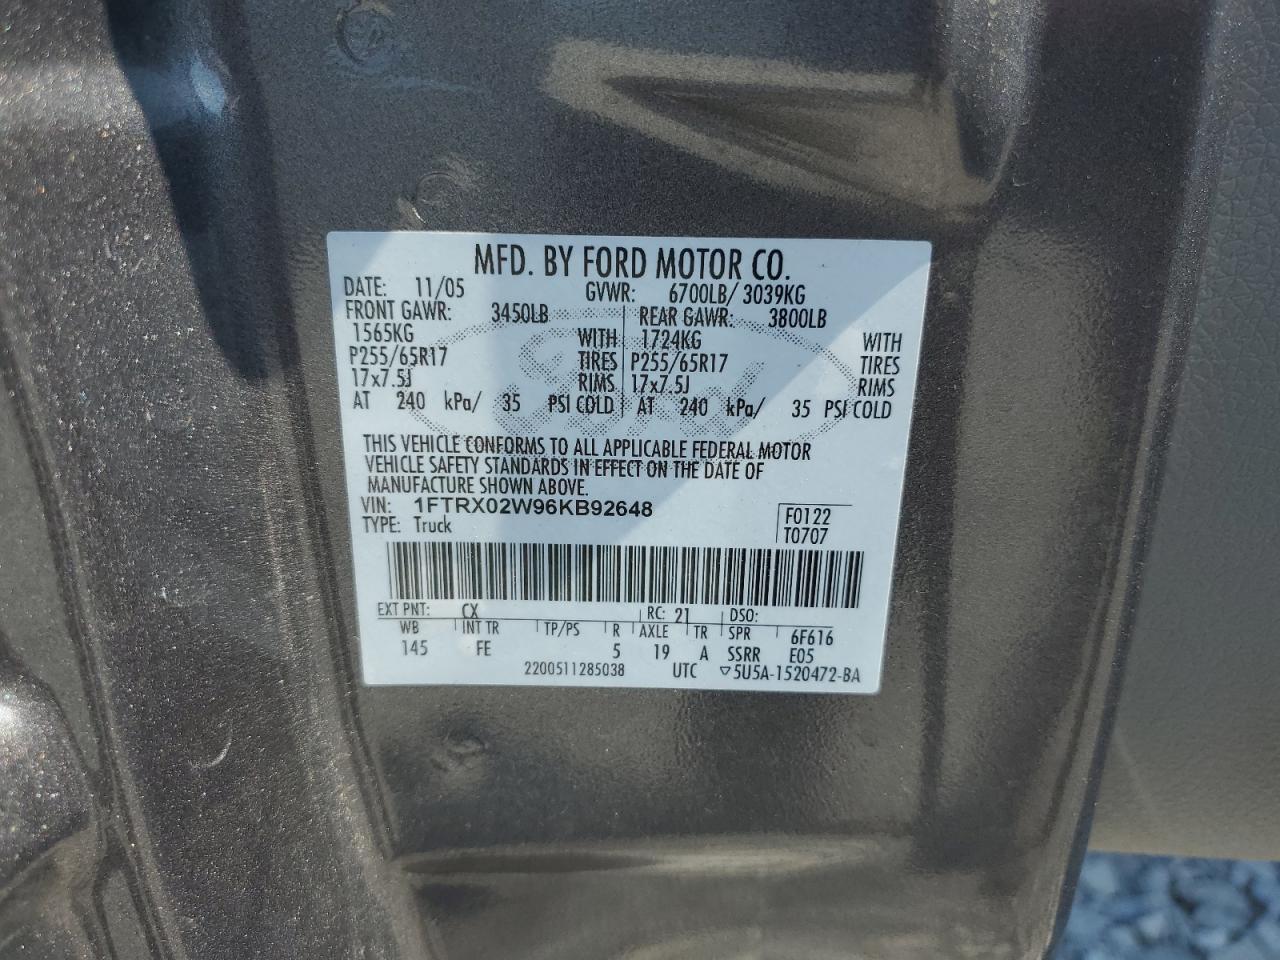 MFD. BY FORD MOTOR CO.
DATE: 11/05 GVWR: 6700LB/ 3039KG
FRONT GAWR: 3450LB REAR GAWR: 3800LB
1565KG WITH 1724KG WITH
P255/65R17 TIRES P255/65R17 TIRES
17x7.5J RIMS 17x7.5J RIMS
AT 240 kPa/ 35 PSI COLD AT 240 kPa/ 35 PSI COLD
THIS VEHICLE CONFORMS TO ALL APPLICABLE FEDERAL MOTOR
VEHICLE SAFETY STANDARDS IN EFFECT ON THE DATE OF
MANUFACTURE SHOWN ABOVE.
VIN: 1FTRX02W96KB92648
TYPE: Truck
F0122
T0707
EXT PNT: CX RC: 21 DSO:
WB INT TR TP/PS R AXLE TR SPR 6F616
145 FE 5 19 A SSRR E05
2200511285038 UTC ▽5U5A-1520472-BA